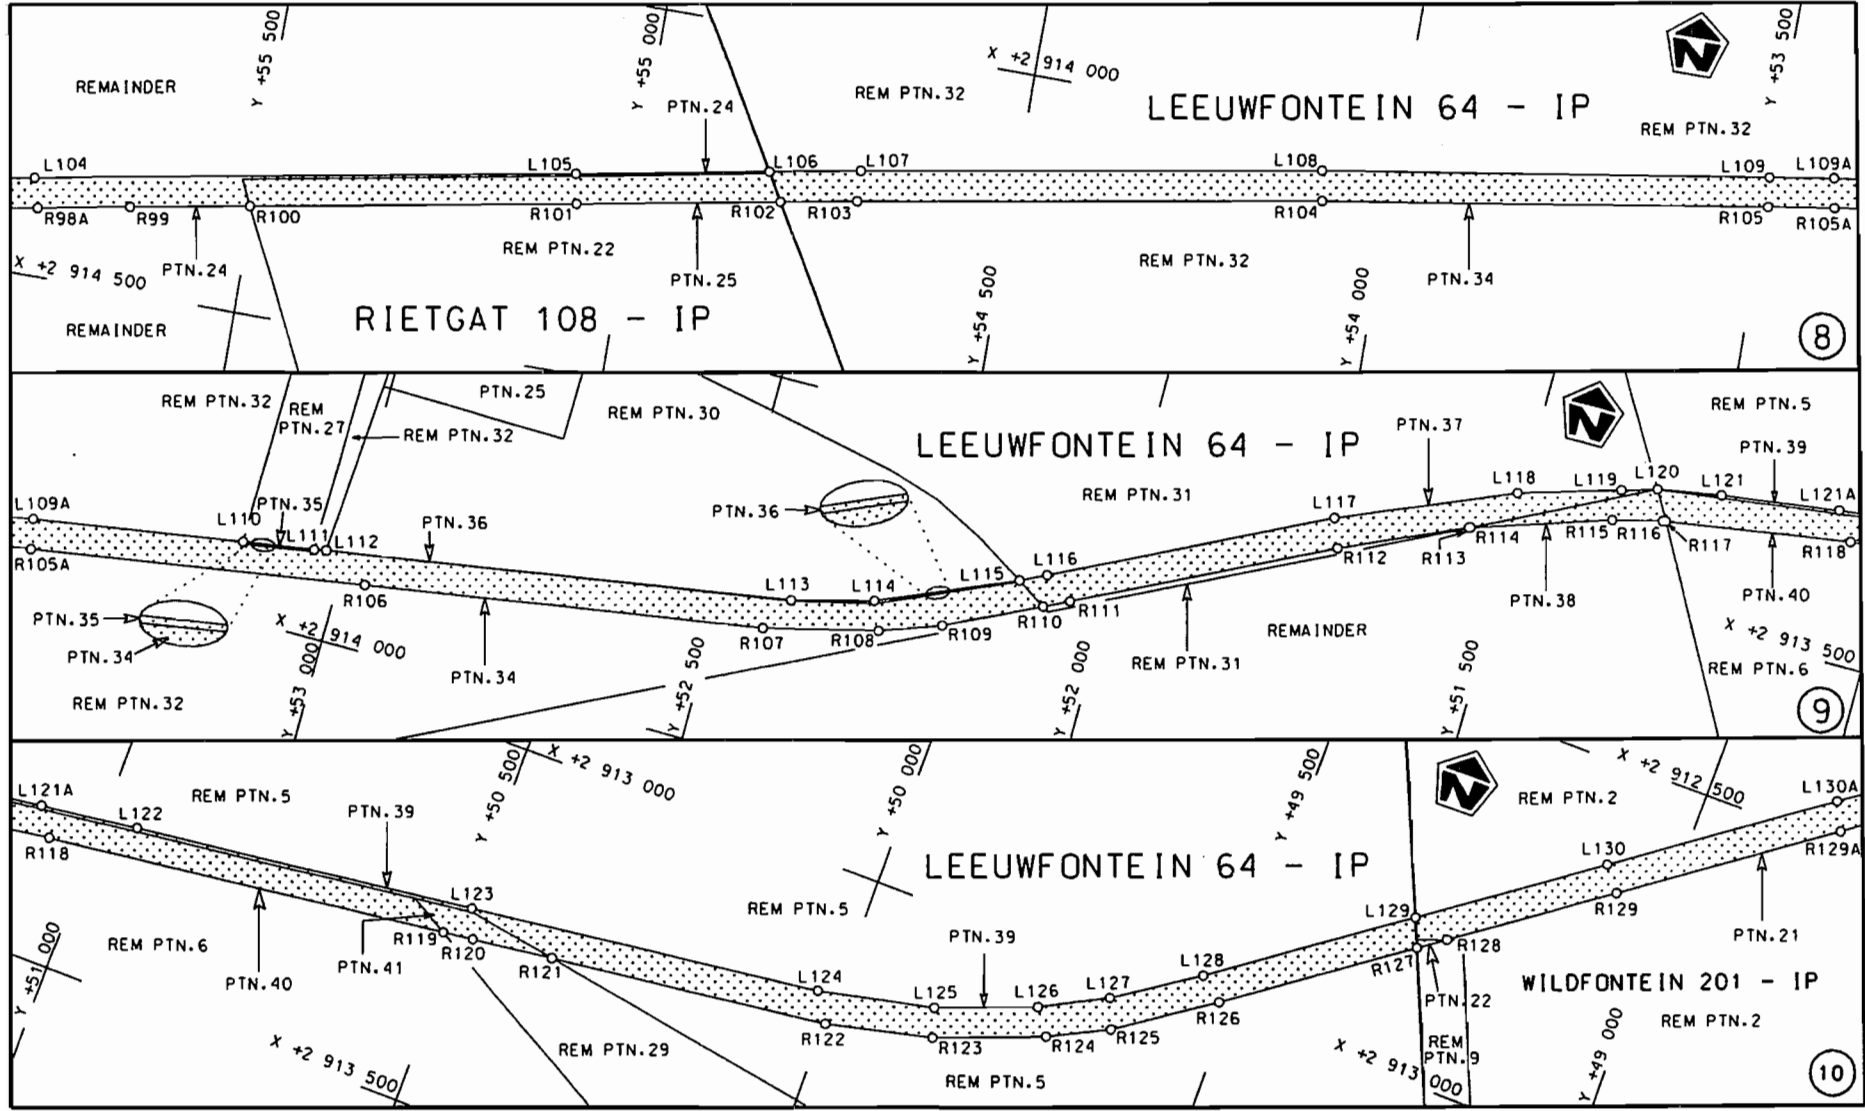 Y +55 500
Y +55 000
X +2 914 000
Y +53 500
REMAINDER
PTN.24
REM PTN.32
LEEUWFONTEIN 64 - IP
REM PTN.32
L104
L105
L106
L107
L108
L109
L109A
R98A
R99
R100
R101
R102
R103
R104
R105
R105A
X +2 914 500
PTN.24
REM PTN.22
PTN.25
REM PTN.32
PTN.34
REMAINDER
RIETGAT 108 - IP
Y +54 500
Y +54 000
8
REM PTN.32
REM
PTN.27
PTN.25
REM PTN.32
REM PTN.30
LEEUWFONTEIN 64 - IP
PTN.37
REM PTN.5
PTN.39
REM PTN.31
L109A
L110
PTN.35
L111
L112
PTN.36
PTN.36
L113
L114
L115
L116
L117
L118
L119
L120
L121
L121A
R105A
R106
R107
R108
R109
R110
R111
R112
R113
R114
R115
R116
R117
R118
PTN.35
PTN.34
X +2 914 000
PTN.34
REM PTN.31
REMAINDER
PTN.38
PTN.40
X +2 913 500
REM PTN.6
REM PTN.32
Y +53 000
Y +52 500
Y +52 000
Y +51 500
9
L121A
L122
REM PTN.5
PTN.39
Y +50 500
X +2 913 000
Y +50 000
Y +49 500
REM PTN.2
X +2 912 500
L130A
R118
LEEUWFONTEIN 64 - IP
L130
R129A
L123
REM PTN.5
PTN.39
L129
R129
Y +51 000
REM PTN.6
PTN.40
PTN.41
R119
R120
R121
L124
L125
L126
L127
L128
R127
R128
PTN.21
PTN.22
WILDFONTEIN 201 - IP
REM PTN.2
R122
R123
R124
R125
R126
X +2 913 500
REM PTN.29
REM PTN.5
X +2 913 000
REM
PTN.9
Y +49 000
10